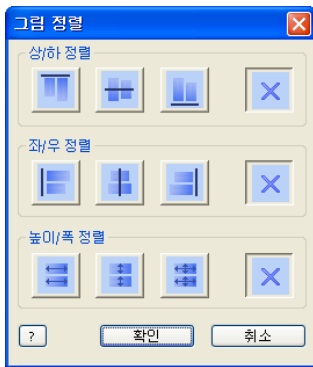 그림 정렬
상/하 정렬
좌/우 정렬
높이/폭 정렬
?
확인
취소